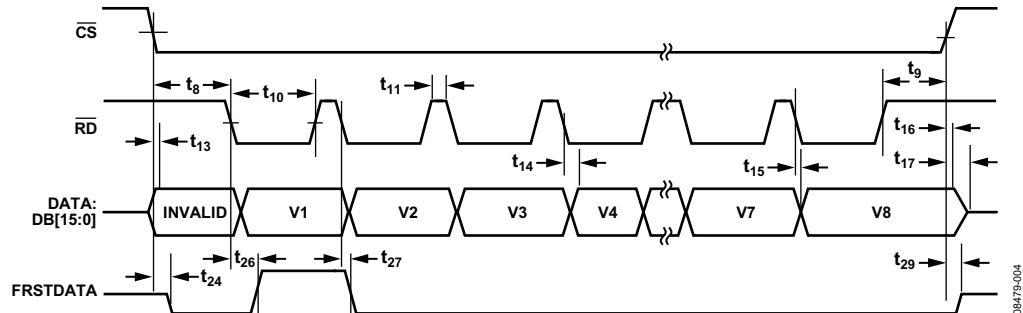 CS
t8
t10
t11
t9
RD
t13
t14
t15
t16
t17
DATA:
DB[15:0]
INVALID
V1
V2
V3
V4
V7
V8
t24
t26
t27
t29
FRSTDATA
08479-004